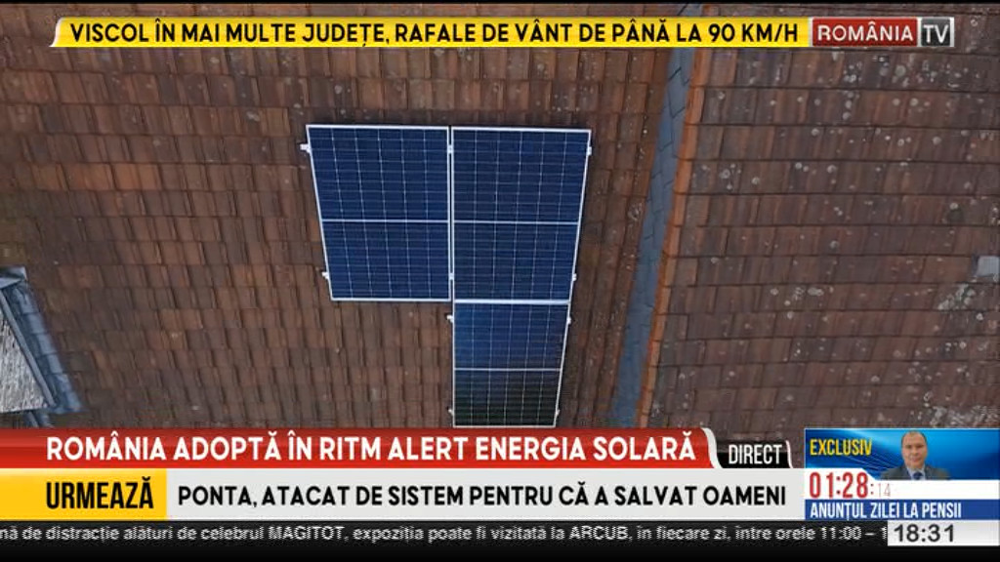 VISCOL ÎN MAI MULTE JUDEȚE, RAFALE DE VÂNT DE PÂNĂ LA 90 KM/H
ROMÂNIA TV
ROMÂNIA ADOPTĂ ÎN RITM ALERT ENERGIA SOLARĂ
DIRECT
EXCLUSIV
01:28:14
ANUNȚUL ZILEI LA PENSII
URMEAZĂ
PONTA, ATACAT DE SISTEM PENTRU CĂ A SALVAT OAMENI
nă de distracție alături de celebrul MAGITOT, expoziția poate fi vizitată la ARCUB, în fiecare zi, între orele 11:00 –
18:31